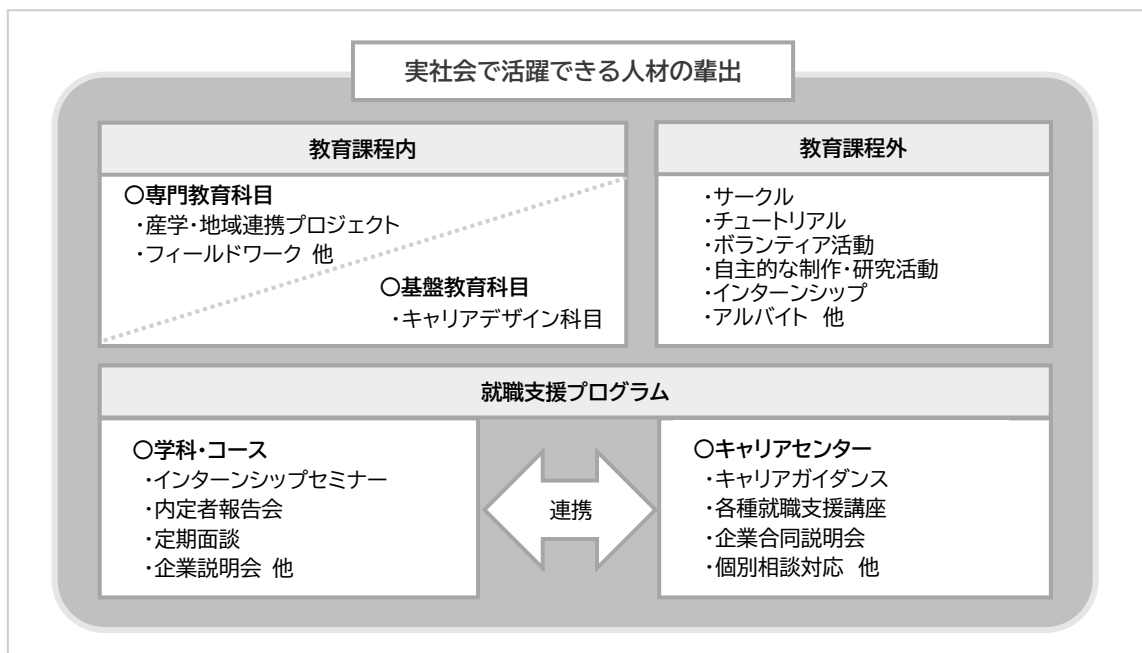 実社会で活躍できる人材の輩出
教育課程内
○専門教育科目
・産学・地域連携プロジェクト
・フィールドワーク 他
○基盤教育科目
・キャリアデザイン科目
教育課程外
・サークル
・チュートリアル
・ボランティア活動
・自主的な制作・研究活動
・インターンシップ
・アルバイト 他
就職支援プログラム
○学科・コース
・インターンシップセミナー
・内定者報告会
・定期面談
・企業説明会 他
連携
○キャリアセンター
・キャリアガイダンス
・各種就職支援講座
・企業合同説明会
・個別相談対応 他